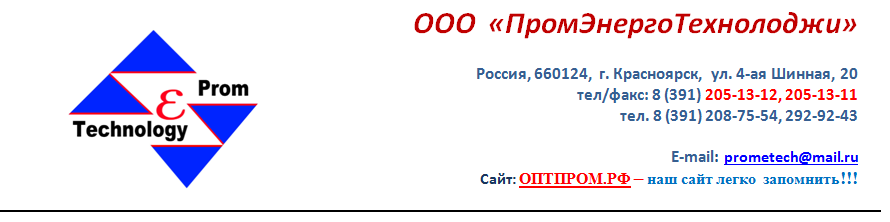 ООО «ПромЭнергоТехнолоджи»
Россия, 660124, г. Красноярск, ул. 4-ая Шинная, 20
тел/факс: 8 (391) 205-13-12, 205-13-11
тел. 8 (391) 208-75-54, 292-92-43
E-mail: prometech@mail.ru
Сайт: ОПТПРОМ.РФ – наш сайт легко запомнить!!!
Prom
ε
Technology